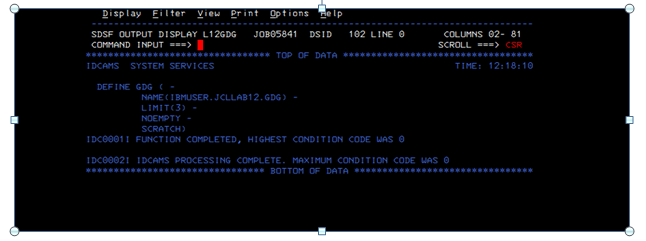 Display Filter View Print Options Help
-------------------------------------------------------------------------------
SDSF OUTPUT DISPLAY L12GDG JOB05841 DSID 102 LINE 0 COLUMNS 02- 81
COMMAND INPUT ===> SCROLL ===> CSR
********************************* TOP OF DATA **********************************
IDCAMS SYSTEM SERVICES TIME: 12:18:10
DEFINE GDG ( -
NAME(IBMUSER.JCLLAB12.GDG) -
LIMIT(3) -
NOEMPTY -
SCRATCH)
IDC0001I FUNCTION COMPLETED, HIGHEST CONDITION CODE WAS 0
IDC0002I IDCAMS PROCESSING COMPLETE. MAXIMUM CONDITION CODE WAS 0
******************************** BOTTOM OF DATA ********************************